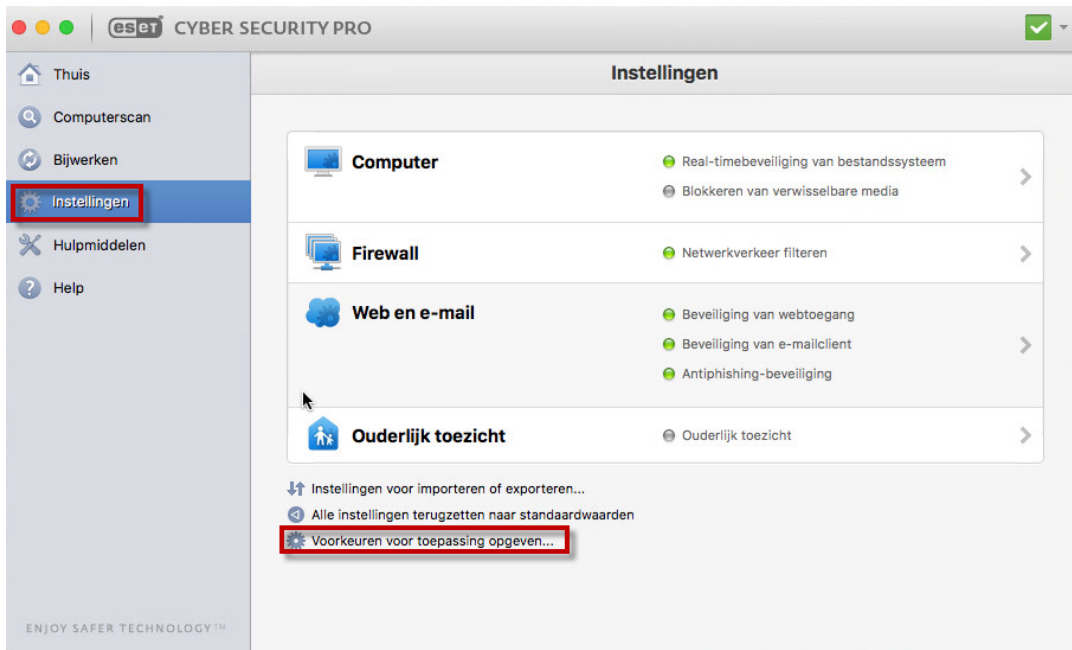 eset CYBER SECURITY PRO
Thuis
Computerscan
Bijwerken
Instellingen
Hulpmiddelen
Help
ENJOY SAFER TECHNOLOGY™
Instellingen
Computer
Real-timebeveiliging van bestandssysteem
Blokkeren van verwisselbare media
Firewall
Netwerkverkeer filteren
Web en e-mail
Beveiliging van webtoegang
Beveiliging van e-mailclient
Antiphishing-beveiliging
Ouderlijk toezicht
Ouderlijk toezicht
Instellingen voor importeren of exporteren...
Alle instellingen terugzetten naar standaardwaarden
Voorkeuren voor toepassing opgeven...